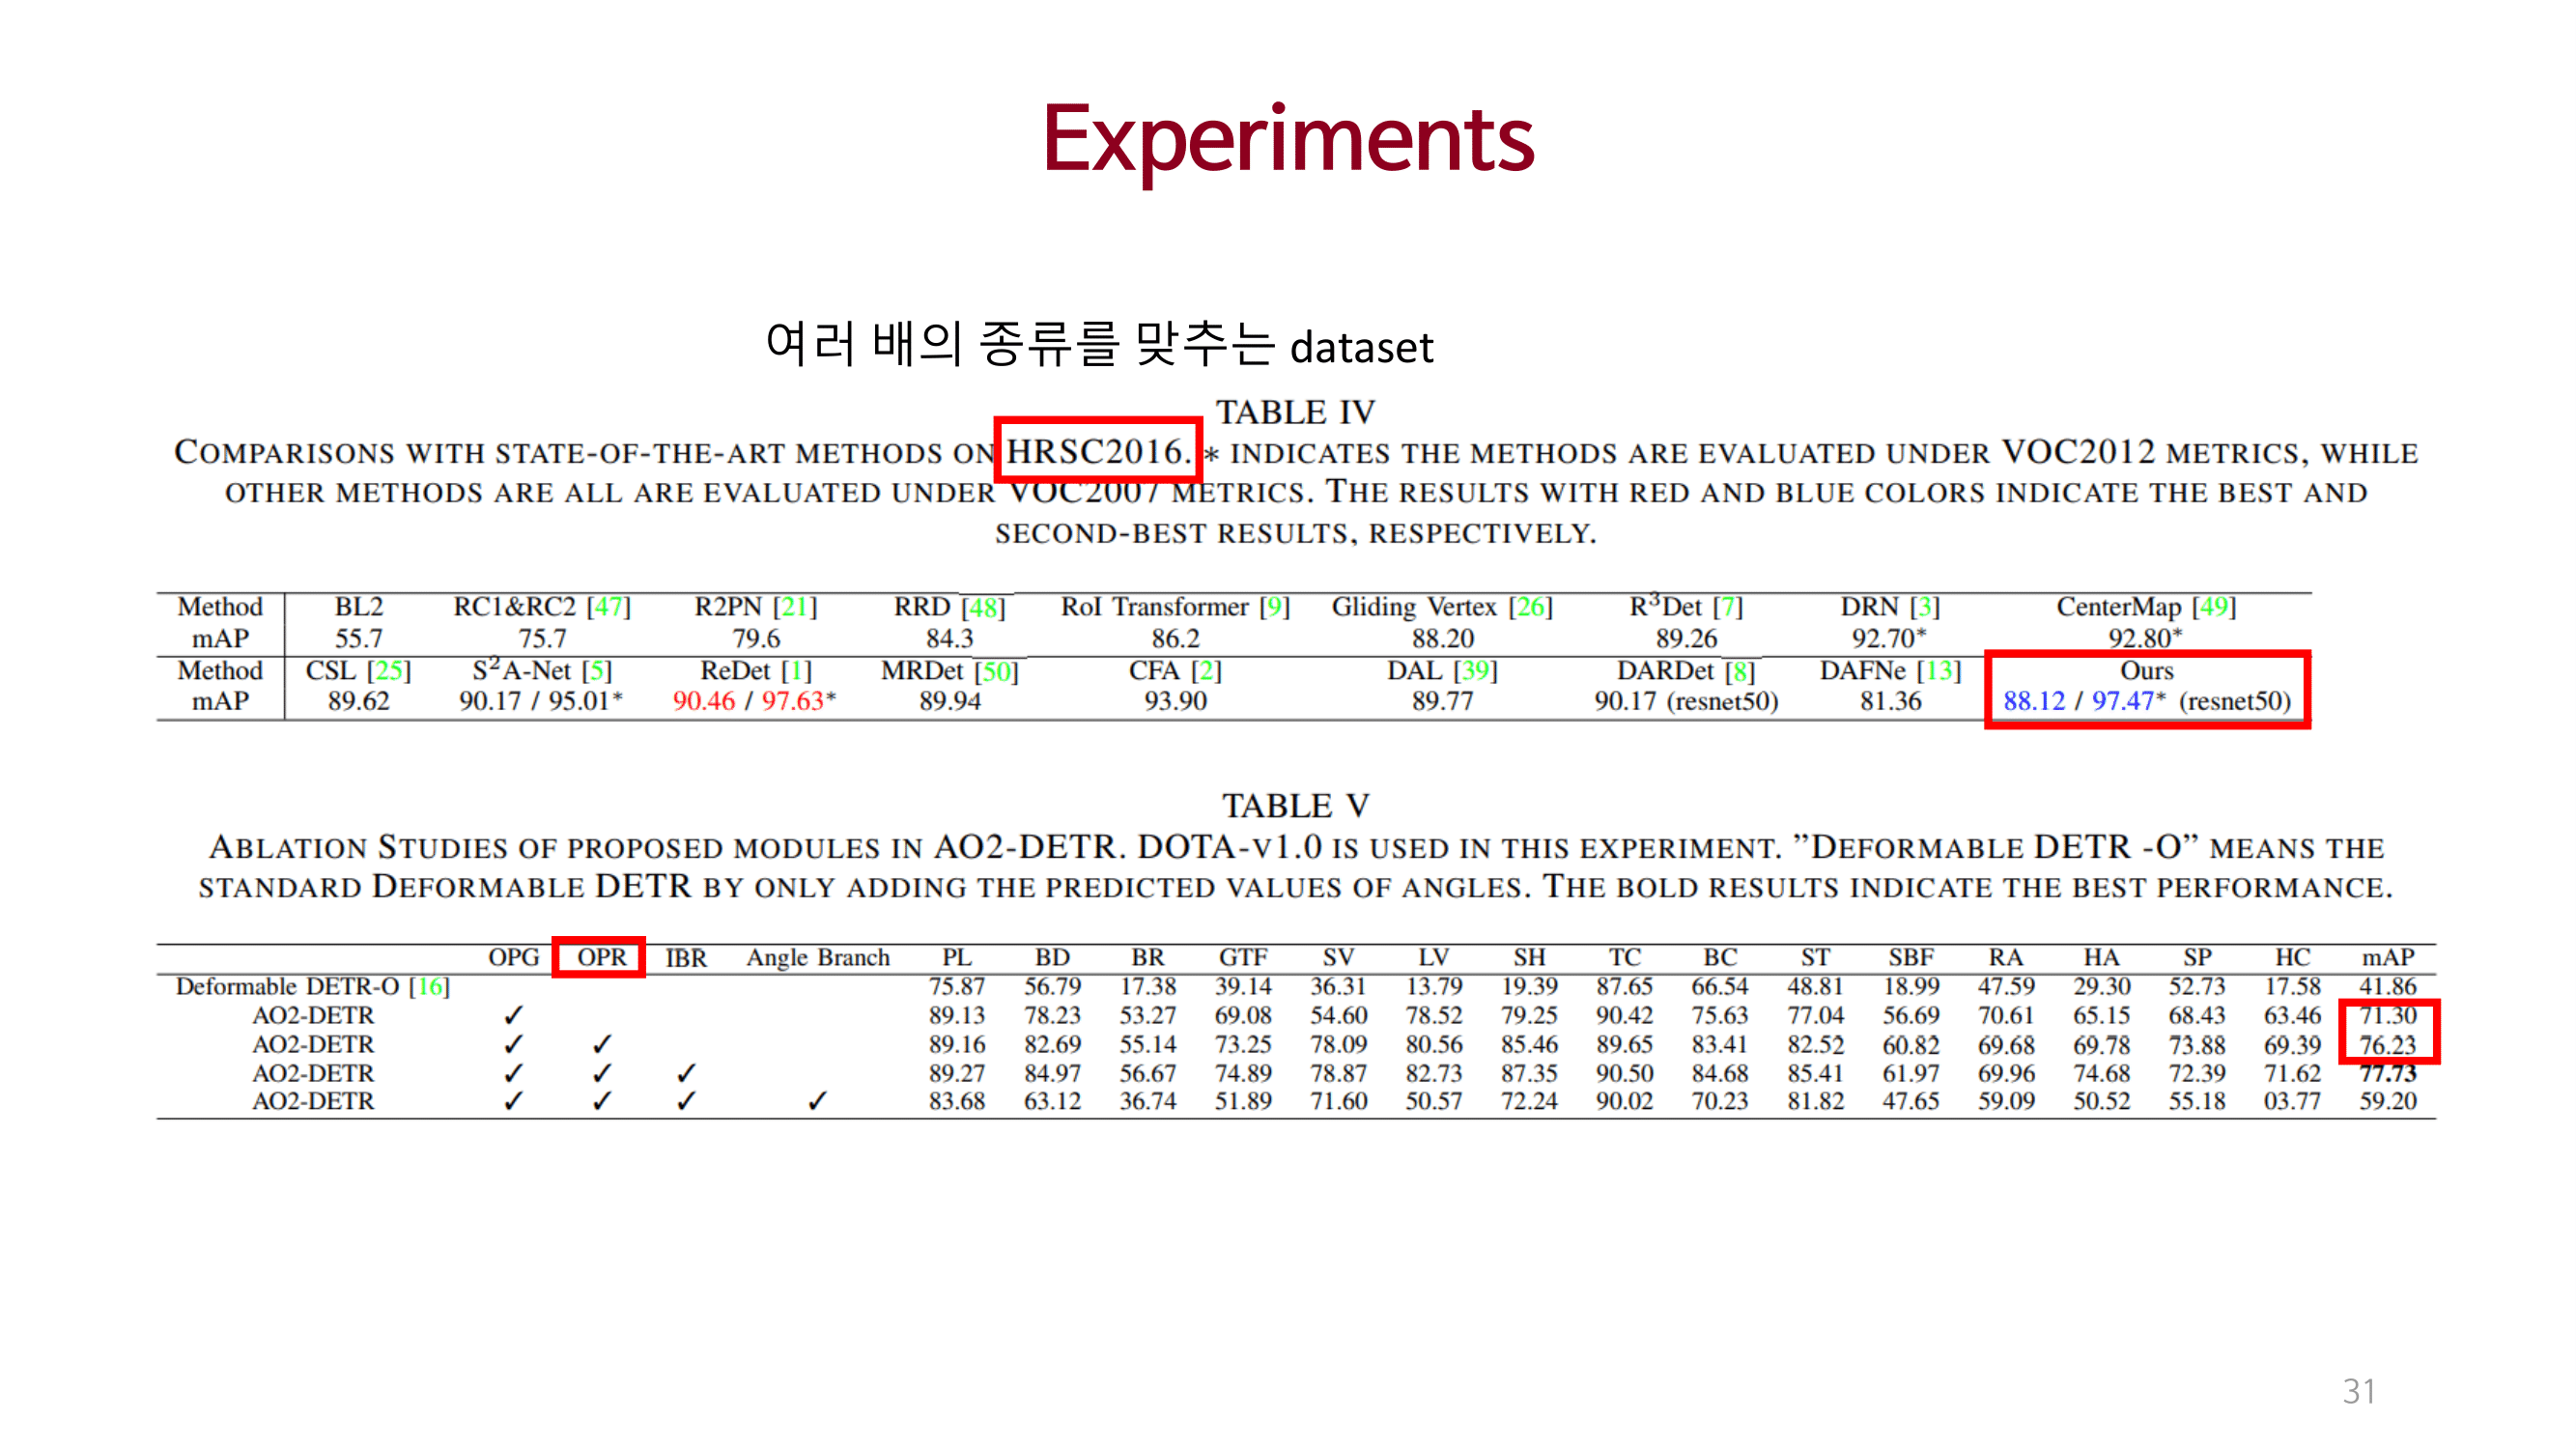 Experiments
여러 배의 종류를 맞추는 dataset
TABLE IV
COMPARISONS WITH STATE-OF-THE-ART METHODS ON HRSC2016. * INDICATES THE METHODS ARE EVALUATED UNDER VOC2012 METRICS, WHILE
OTHER METHODS ARE ALL ARE EVALUATED UNDER VOC2007 METRICS. THE RESULTS WITH RED AND BLUE COLORS INDICATE THE BEST AND
SECOND-BEST RESULTS, RESPECTIVELY.
Method BL2 RC1&RC2 [47] R2PN [21] RRD [48] RoI Transformer [9] Gliding Vertex [26] R³Det [7] DRN [3] CenterMap [49]
mAP 55.7 75.7 79.6 84.3 86.2 88.20 89.26 92.70* 92.80*
Method CSL [25] S²A-Net [5] ReDet [1] MRDet [50] CFA [2] DAL [39] DARDet [8] DAFNe [13] Ours
mAP 89.62 90.17 / 95.01* 90.46 / 97.63* 89.94 93.90 89.77 90.17 (resnet50) 81.36 88.12 / 97.47* (resnet50)
TABLE V
ABLATION STUDIES OF PROPOSED MODULES IN AO2-DETR. DOTA-V1.0 IS USED IN THIS EXPERIMENT. ”DEFORMABLE DETR -O” MEANS THE
STANDARD DEFORMABLE DETR BY ONLY ADDING THE PREDICTED VALUES OF ANGLES. THE BOLD RESULTS INDICATE THE BEST PERFORMANCE.
OPG OPR IBR Angle Branch PL BD BR GTF SV LV SH TC BC ST SBF RA HA SP HC mAP
Deformable DETR-O [16] 75.87 56.79 17.38 39.14 36.31 13.79 19.39 87.65 66.54 48.81 18.99 47.59 29.30 52.73 17.58 41.86
AO2-DETR ✓ 89.13 78.23 53.27 69.08 54.60 78.52 79.25 90.42 75.63 77.04 56.69 70.61 65.15 68.43 63.46 71.30
AO2-DETR ✓ ✓ 89.16 82.69 55.14 73.25 78.09 80.56 85.46 89.65 83.41 82.52 60.82 69.68 69.78 73.88 69.39 76.23
AO2-DETR ✓ ✓ ✓ 89.27 84.97 56.67 74.89 78.87 82.73 87.35 90.50 84.68 85.41 61.97 69.96 74.68 72.39 71.62 77.73
AO2-DETR ✓ ✓ ✓ ✓ 83.68 63.12 36.74 51.89 71.60 50.57 72.24 90.02 70.23 81.82 47.65 59.09 50.52 55.18 03.77 59.20
31